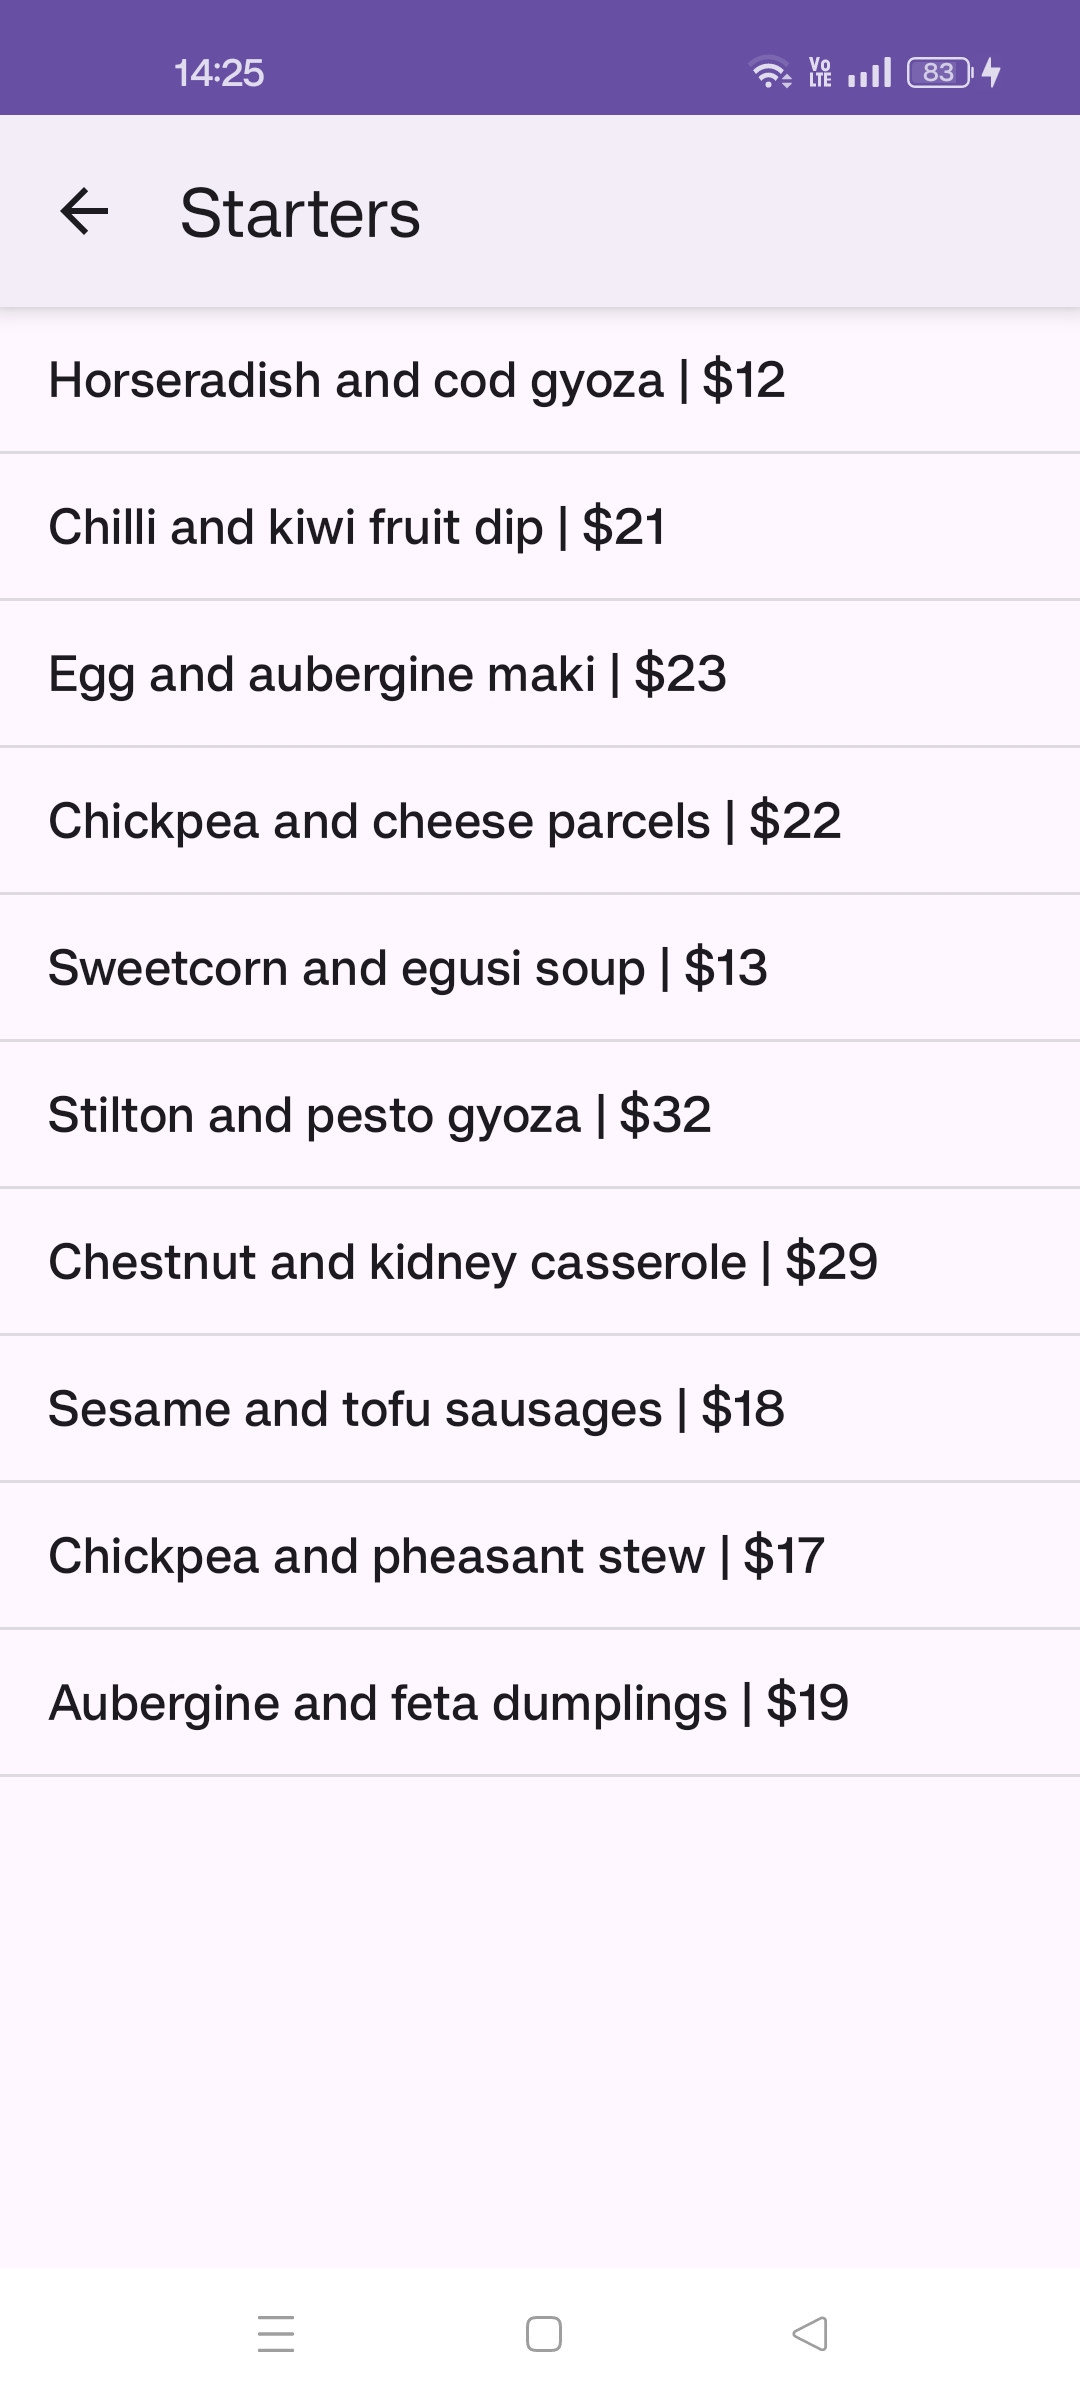 14:25
Vo
LTE
83
Starters
Horseradish and cod gyoza | $12
Chilli and kiwi fruit dip | $21
Egg and aubergine maki | $23
Chickpea and cheese parcels | $22
Sweetcorn and egusi soup | $13
Stilton and pesto gyoza | $32
Chestnut and kidney casserole | $29
Sesame and tofu sausages | $18
Chickpea and pheasant stew | $17
Aubergine and feta dumplings | $19